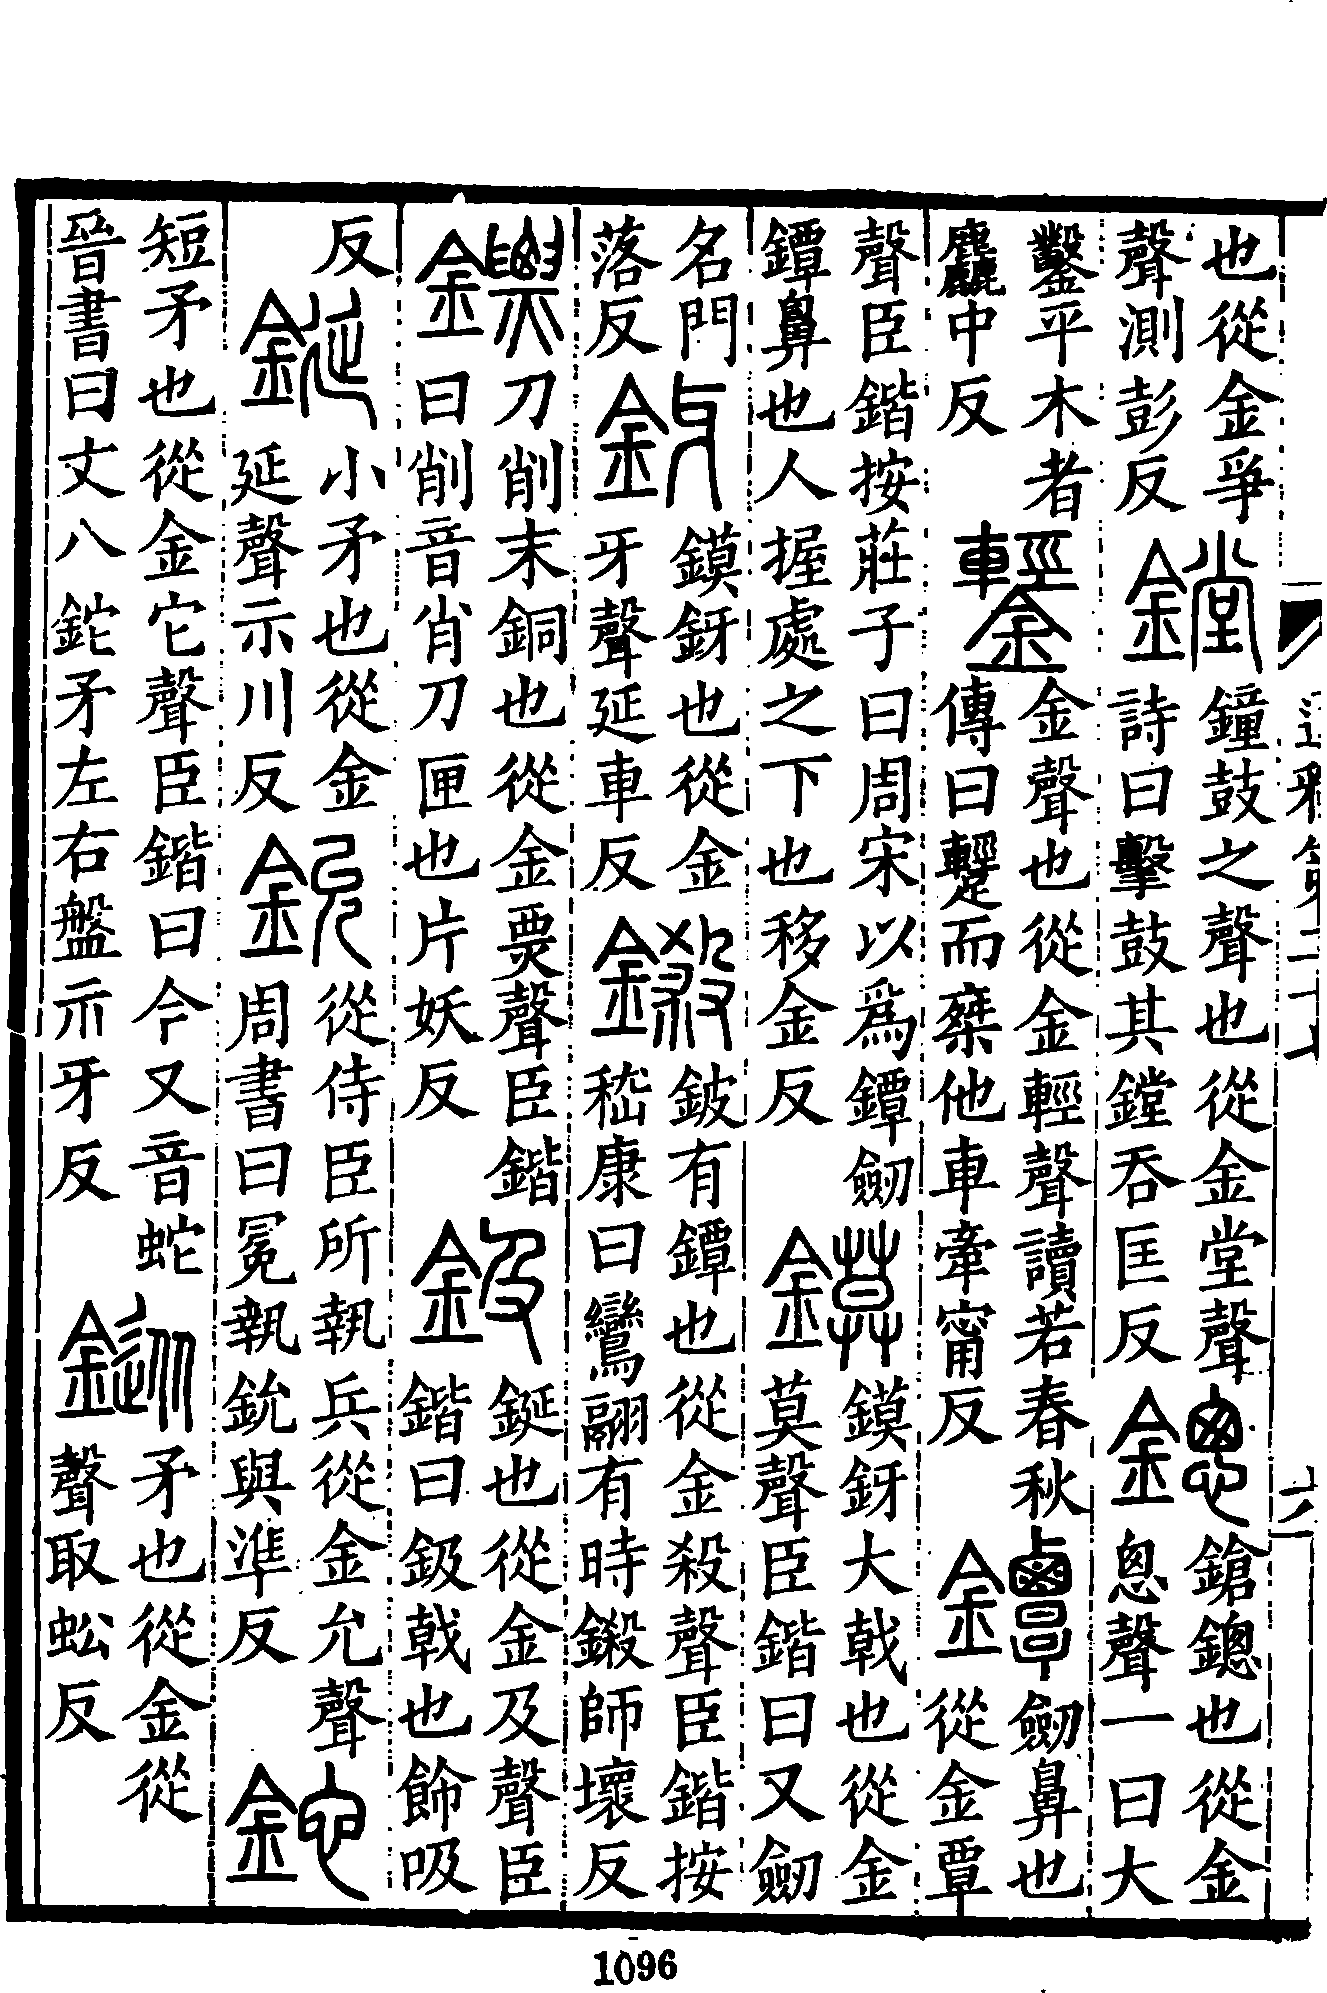 也從金爭
聲測彭反
鏜
鐘鼓之聲也從金堂聲
詩曰擊鼓其鏜吞匡反
鏓
鎗鏓也從金
悤聲一曰大
鑿平木者
麤中反
鑋
金聲也從金輕聲讀若春秋
傳曰䠠而椉他車牽甯反
鐔
劒鼻也
從金覃
聲臣鍇按莊子曰周宋以爲鐔劒
鐔鼻也人握處之下也移金反
鏌
鏌釾大戟也從金
莫聲臣鍇曰又劒
名門
落反
釾
鏌釾也從金
牙聲延車反
鎩
鈹有鐔也從金殺聲臣鍇按
嵇康曰鸞翮有時鎩師壞反
鏢
刀削末銅也從金票聲臣鍇
曰削音肖刀匣也片妖反
鈒
鋋也從金及聲臣
鍇曰鈒戟也飾吸
反
鋋
小矛也從金
延聲示川反
鈗
從侍臣所執兵從金允聲
周書曰冕執鈗與準反
鉈
短矛也從金它聲臣鍇曰今又音蛇
晉書曰丈八鉈矛左右盤示牙反
鏦
矛也從金從
聲取蚣反
1096